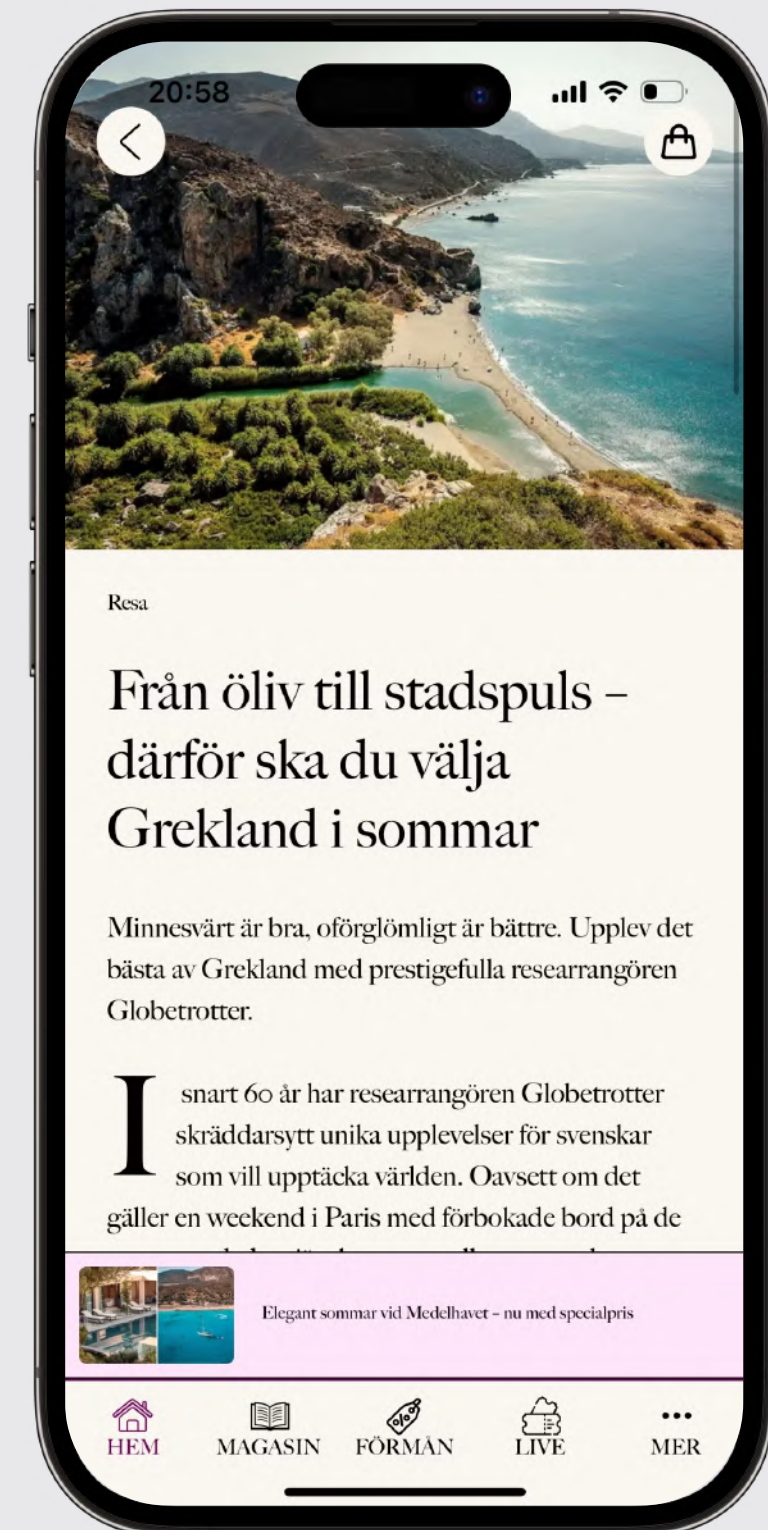 20:58
Resa
Från öliv till stadspuls –
därför ska du välja
Grekland i sommar
Minnesvärt är bra, oförglömligt är bättre. Upplev det
bästa av Grekland med prestigefulla researrangören
Globetrotter.
I snart 60 år har researrangören Globetrotter
skräddarsytt unika upplevelser för svenskar
som vill upptäcka världen. Oavsett om det
gäller en weekend i Paris med förbokade bord på de
Elegant sommar vid Medelhavet – nu med specialpris
HEM MAGASIN FÖRMÅN LIVE MER